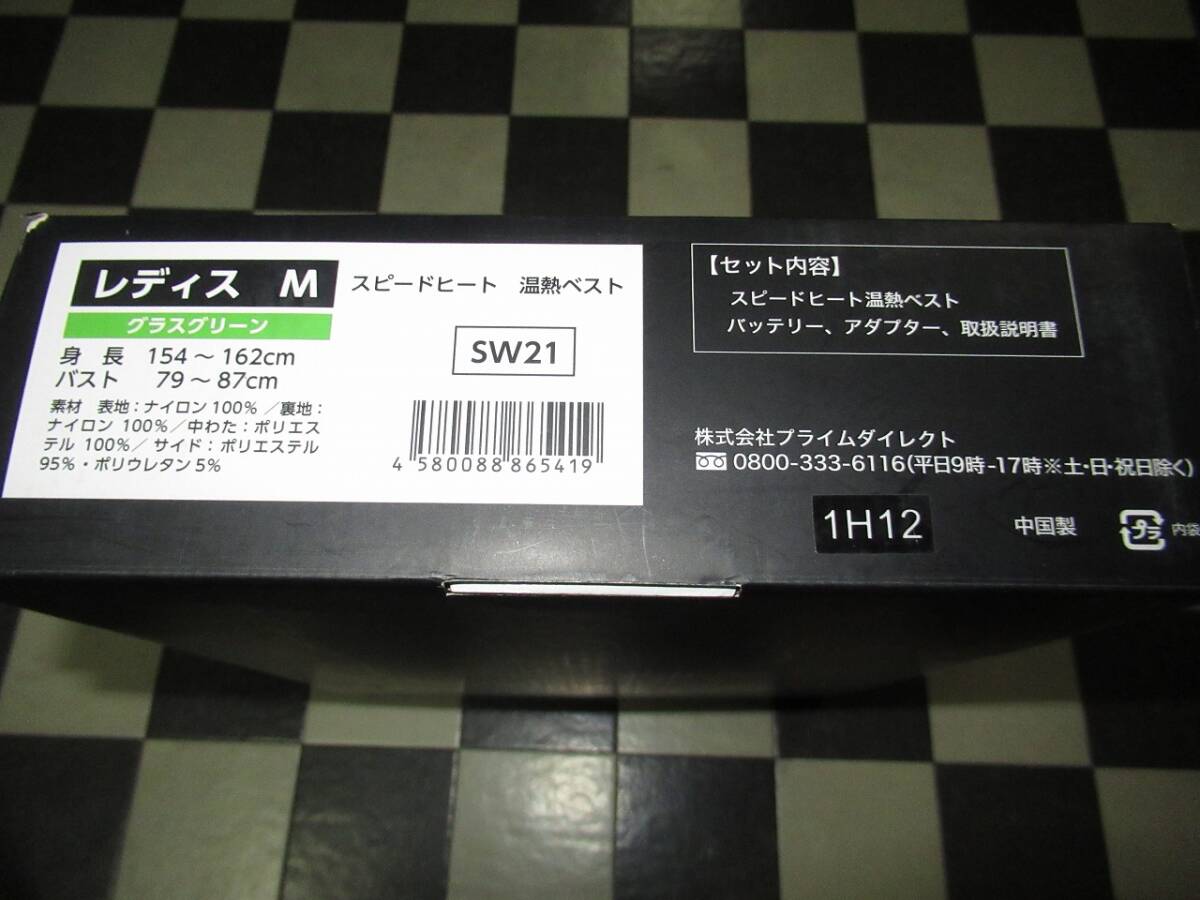 レディス M
スピードヒート 温熱ベスト
グラスグリーン
SW21
身 長 154～162cm
バスト 79～87cm
素材 表地：ナイロン100％／裏地：
ナイロン 100％/中わた：ポリエス
テル 100％/ サイド：ポリエステル
95％・ポリウレタン5％
4 580088 865419
【セット内容】
スピードヒート温熱ベスト
バッテリー、アダプター、取扱説明書
株式会社プライムダイレクト
0800-333-6116(平日9時-17時※土・日・祝日除く)
1H12
中国製
プラ
内袋